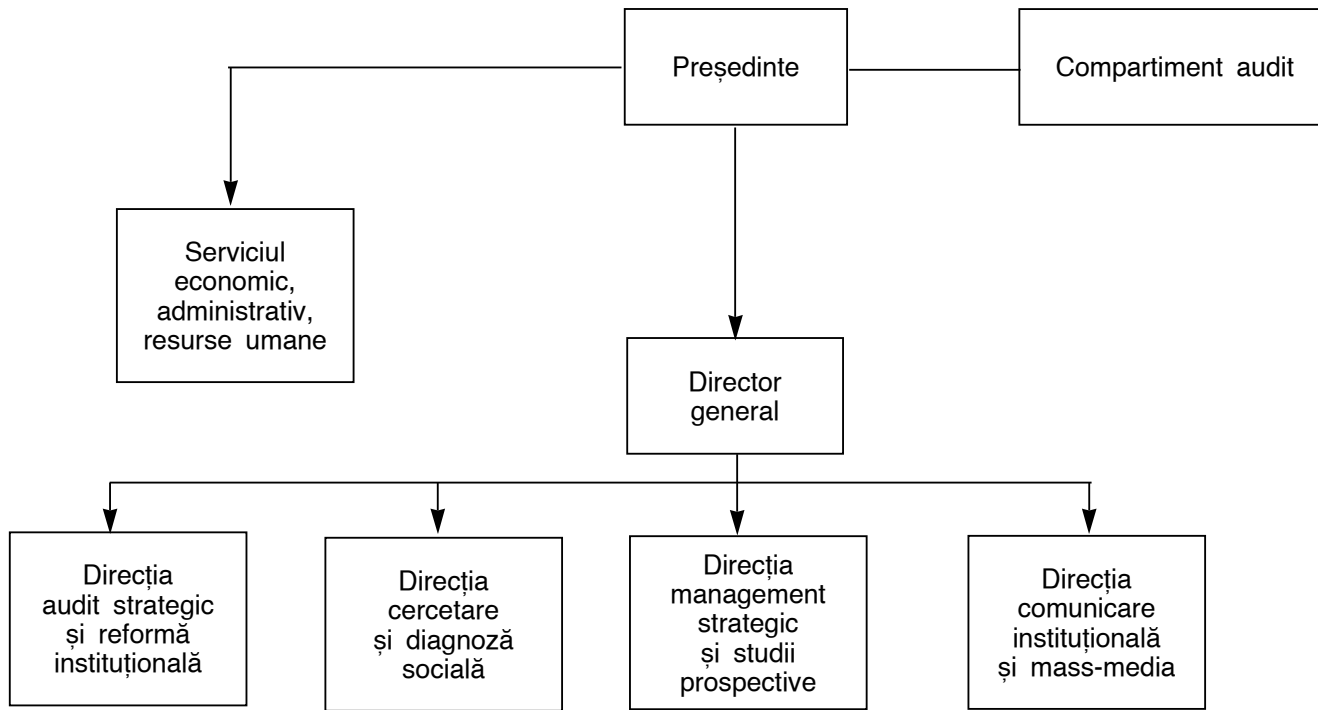 Președinte
Compartiment audit
Serviciul
economic,
administrativ,
resurse umane
Director
general
Direcția
audit strategic
și reformă
instituțională
Direcția
cercetare
și diagnoză
socială
Direcția
management
strategic
și studii
prospective
Direcția
comunicare
instituțională
și mass-media